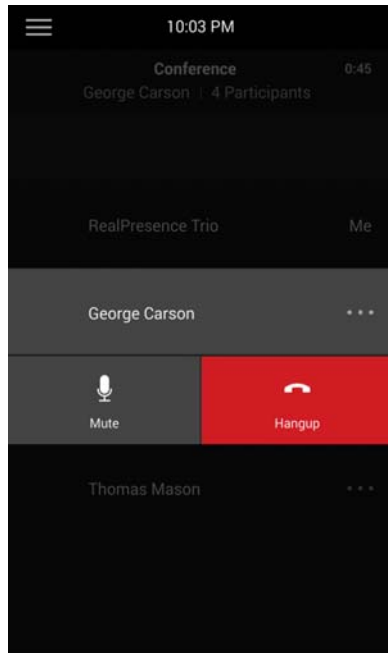 10:03 PM
Conference 0:45
George Carson | 4 Participants
RealPresence Trio Me
George Carson ...
Mute Hangup
Thomas Mason ...